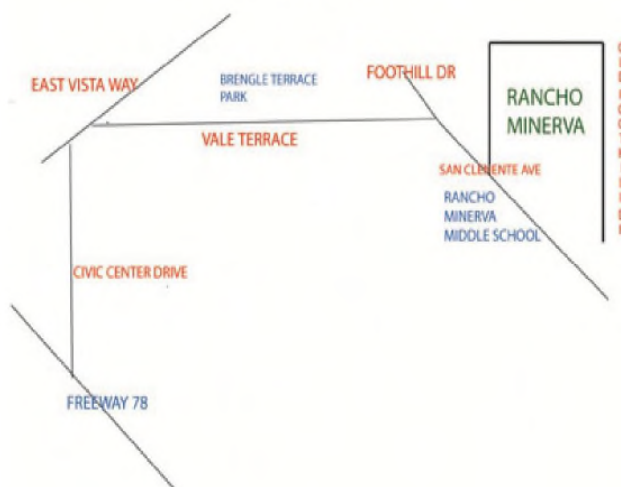 EAST VISTA WAY
BRENGLE TERRACE
PARK
FOOTHILL DR
RANCHO
MINERVA
VALE TERRACE
SAN CLENENTE AVE
RANCHO
MINERVA
MIDDLE SCHOOL
CIVIC CENTER DRIVE
FREEWAY 78